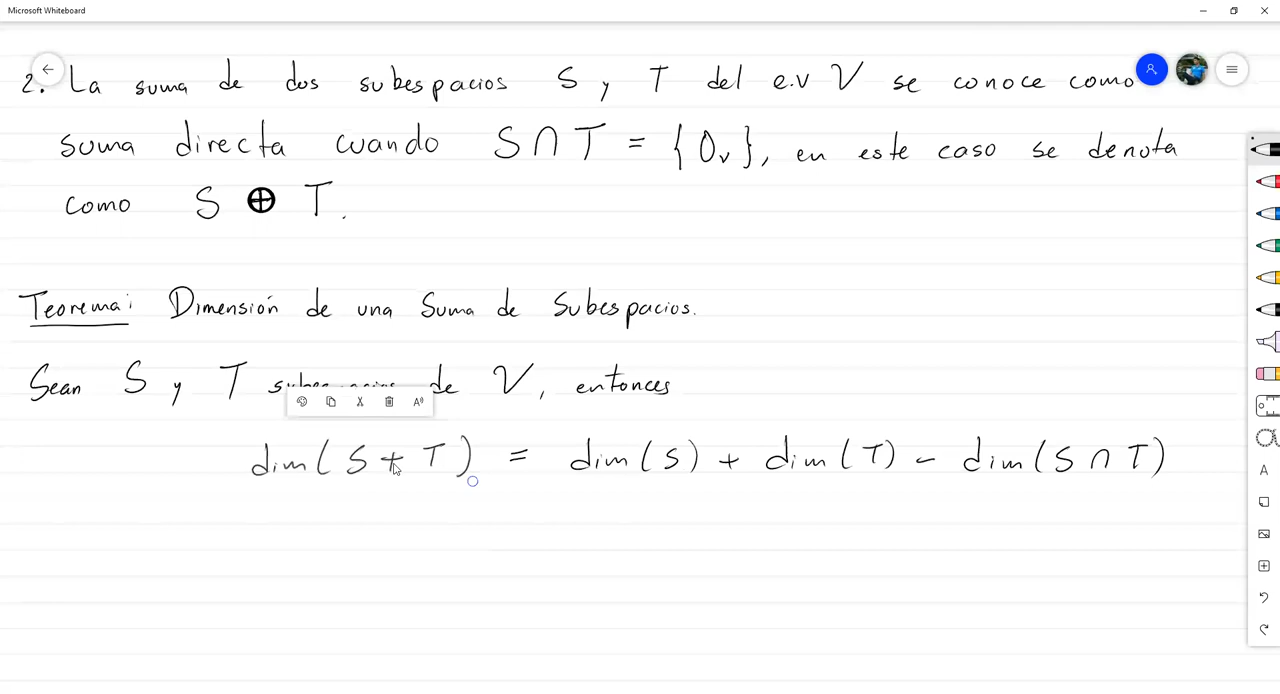 Microsoft Whiteboard
2. La suma de dos subespacios S y T del e.v V se conoce como
suma directa cuando S ∩ T = {0ᵥ}, en este caso se denota
como S ⊕ T.
Teorema: Dimensión de una Suma de Subespacios.
Sean S y T subespacios de V, entonces
dim(S + T) = dim(S) + dim(T) - dim(S ∩ T)